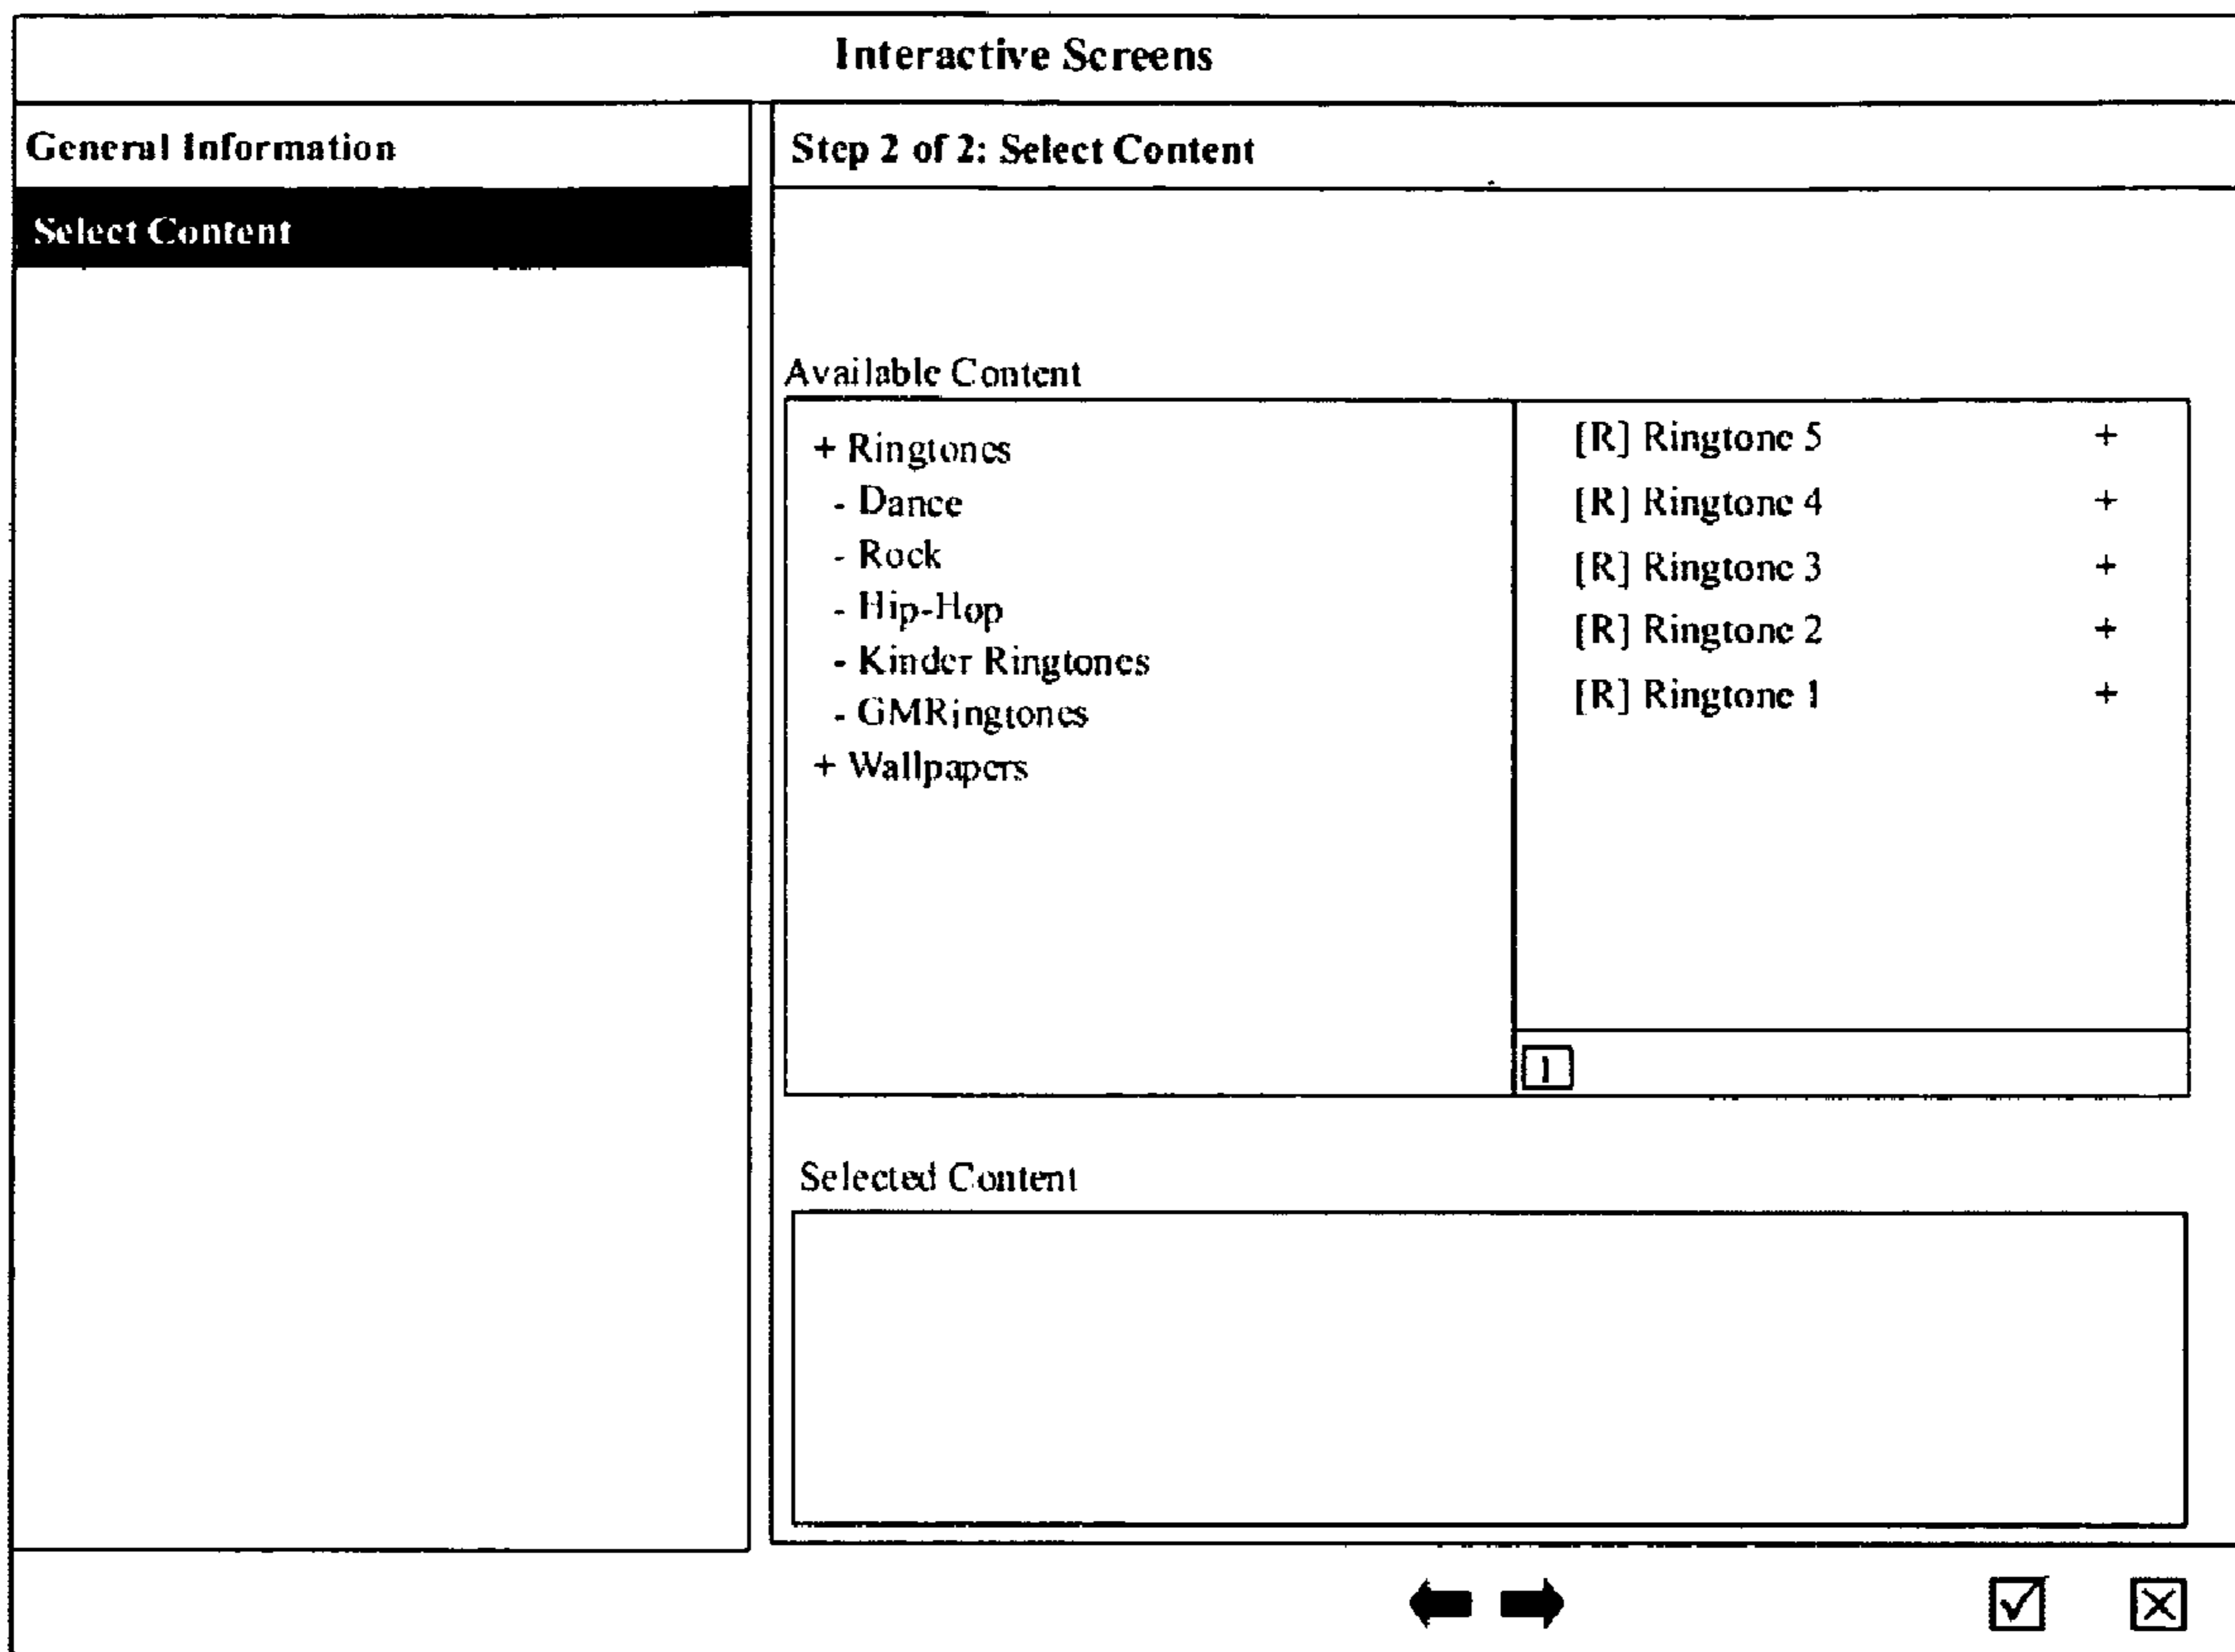 Interactive Screens
General Information
Select Content
Step 2 of 2: Select Content
Available Content
+ Ringtones
- Dance
- Rock
- Hip-Hop
- Kinder Ringtones
- GMRingtones
+ Wallpapers
[R] Ringtone 5 +
[R] Ringtone 4 +
[R] Ringtone 3 +
[R] Ringtone 2 +
[R] Ringtone 1 +
1
Selected Content